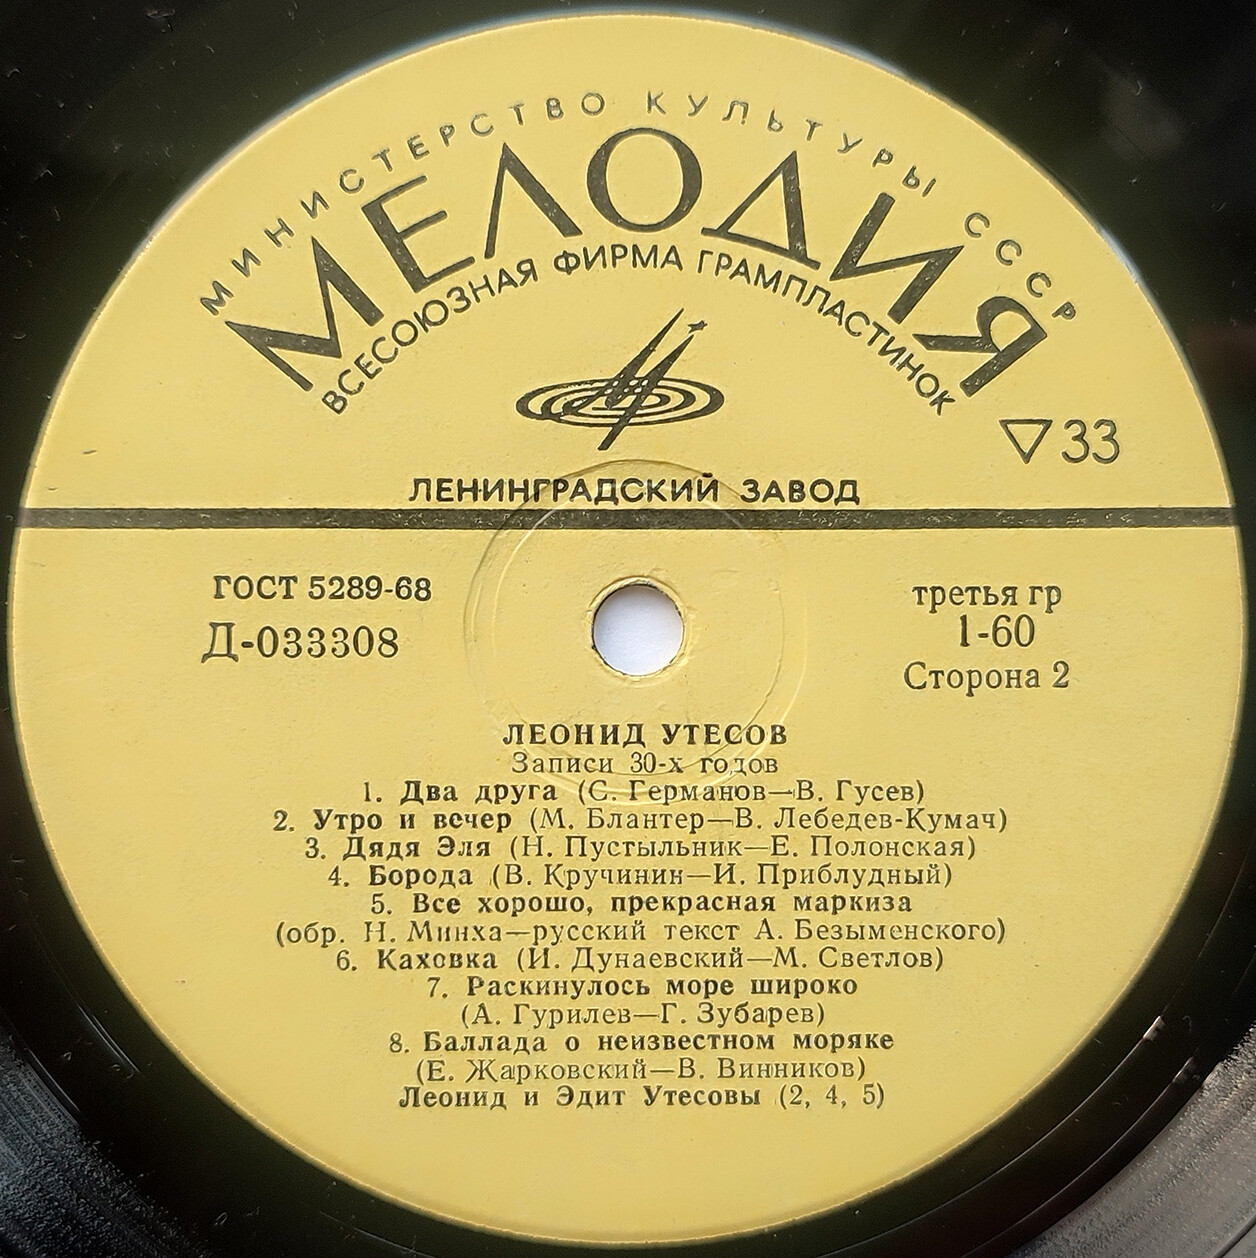 МИНИСТЕРСТВО КУЛЬТУРЫ СССР
МЕЛОДИЯ
ВСЕСОЮЗНАЯ ФИРМА ГРАМПЛАСТИНОК
▽33
ЛЕНИНГРАДСКИЙ ЗАВОД
ГОСТ 5289-68
Д-033308
третья гр
1-60
Сторона 2
ЛЕОНИД УТЕСОВ
Записи 30-х годов
1. Два друга (С. Германов—В. Гусев)
2. Утро и вечер (М. Блантер—В. Лебедев-Кумач)
3. Дядя Эля (Н. Пустыльник—Е. Полонская)
4. Борода (В. Кручинин—И. Приблудный)
5. Все хорошо, прекрасная маркиза
(обр. Н. Минха—русский текст А. Безыменского)
6. Каховка (И. Дунаевский—М. Светлов)
7. Раскинулось море широко
(А. Гурилев—Г. Зубарев)
8. Баллада о неизвестном моряке
(Е. Жарковский—В. Винников)
Леонид и Эдит Утесовы (2, 4, 5)